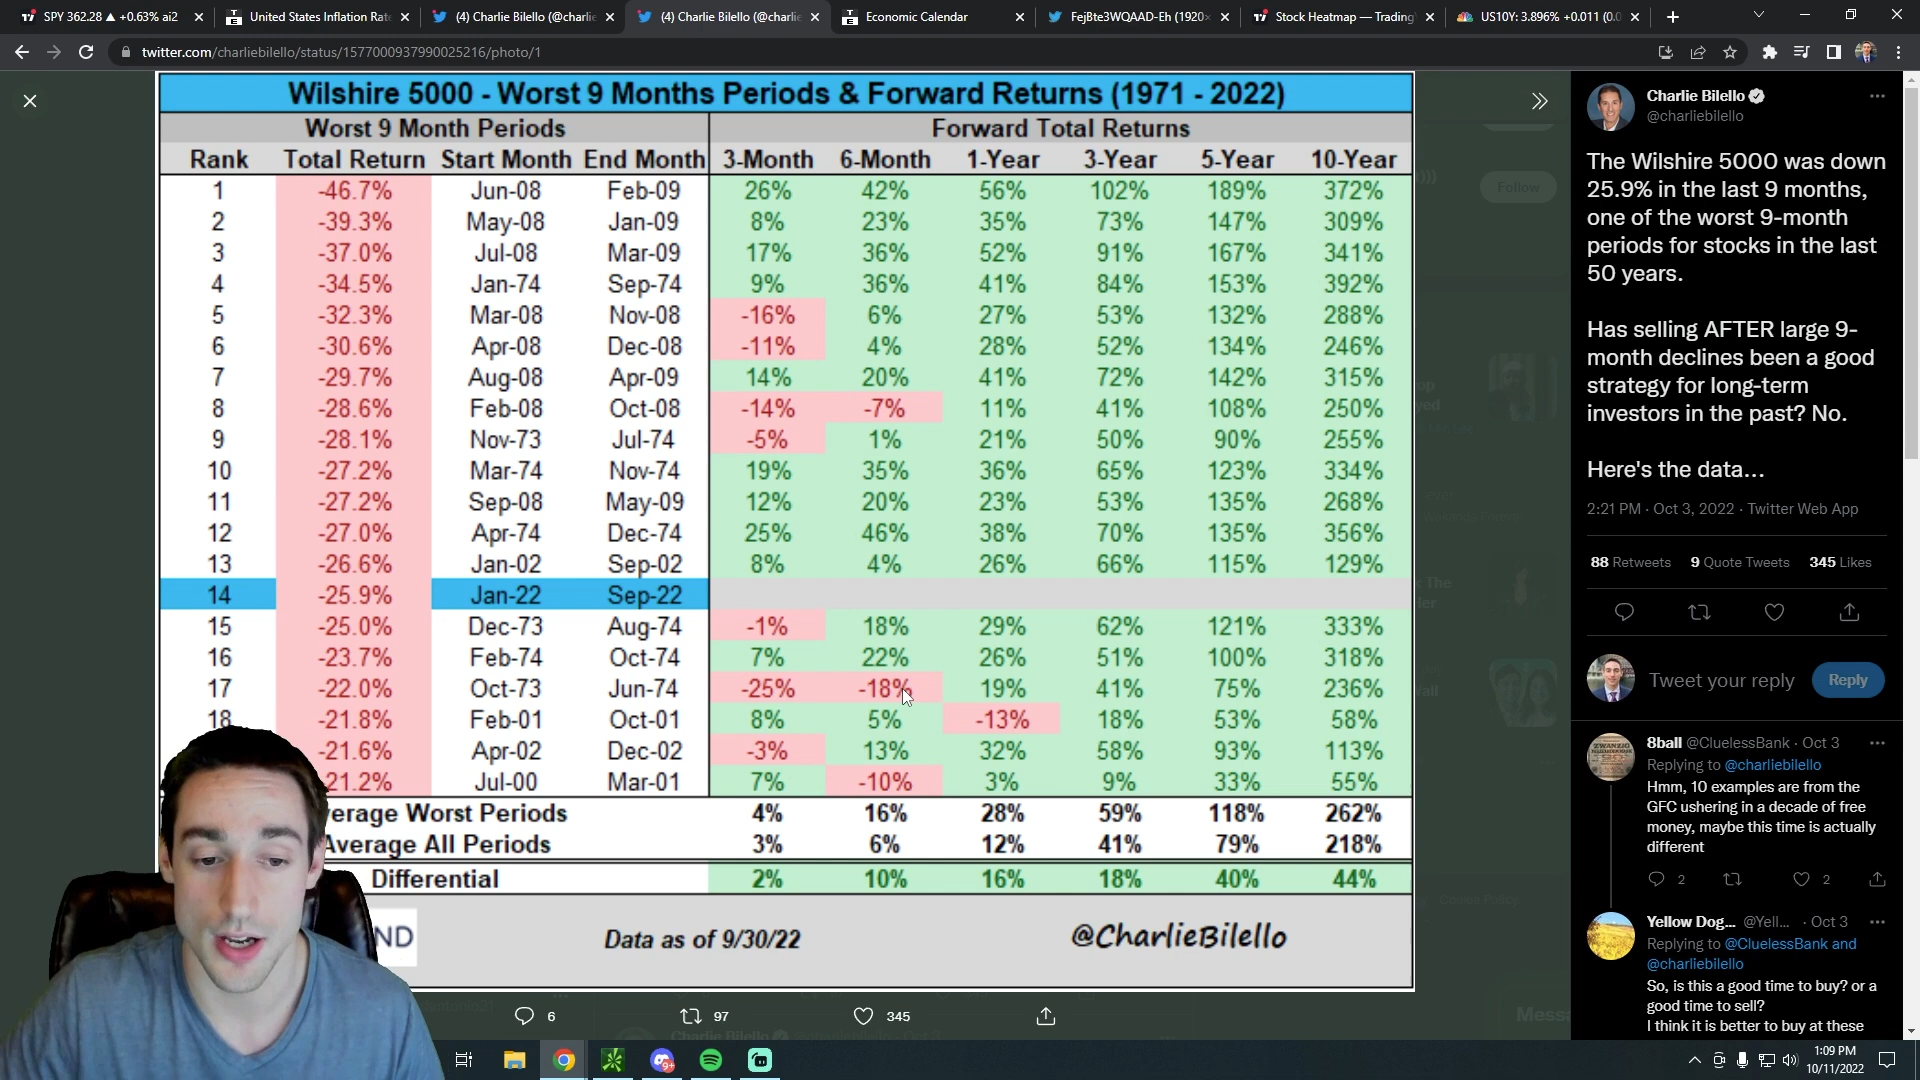 SPY 362.28 ▲ +0.63% ai2
United States Inflation Rate
(4) Charlie Bilello (@charlie
(4) Charlie Bilello (@charlie
Economic Calendar
FejBte3WQAAD-Eh (1920×
Stock Heatmap — Trading
US10Y: 3.896% +0.011 (0.0
twitter.com/charliebilello/status/1577000937990025216/photo/1
Wilshire 5000 - Worst 9 Months Periods & Forward Returns (1971 - 2022)
Worst 9 Month Periods Forward Total Returns
Rank Total Return Start Month End Month 3-Month 6-Month 1-Year 3-Year 5-Year 10-Year
1 -46.7% Jun-08 Feb-09 26% 42% 56% 102% 189% 372%
2 -39.3% May-08 Jan-09 8% 23% 35% 73% 147% 309%
3 -37.0% Jul-08 Mar-09 17% 36% 52% 91% 167% 341%
4 -34.5% Jan-74 Sep-74 9% 36% 41% 84% 153% 392%
5 -32.3% Mar-08 Nov-08 -16% 6% 27% 53% 132% 288%
6 -30.6% Apr-08 Dec-08 -11% 4% 28% 52% 134% 246%
7 -29.7% Aug-08 Apr-09 14% 20% 41% 72% 142% 315%
8 -28.6% Feb-08 Oct-08 -14% -7% 11% 41% 108% 250%
9 -28.1% Nov-73 Jul-74 -5% 1% 21% 50% 90% 255%
10 -27.2% Mar-74 Nov-74 19% 35% 36% 65% 123% 334%
11 -27.2% Sep-08 May-09 12% 20% 23% 53% 135% 268%
12 -27.0% Apr-74 Dec-74 25% 46% 38% 70% 135% 356%
13 -26.6% Jan-02 Sep-02 8% 4% 26% 66% 115% 129%
14 -25.9% Jan-22 Sep-22
15 -25.0% Dec-73 Aug-74 -1% 18% 29% 62% 121% 333%
16 -23.7% Feb-74 Oct-74 7% 22% 26% 51% 100% 318%
17 -22.0% Oct-73 Jun-74 -25% -18% 19% 41% 75% 236%
18 -21.8% Feb-01 Oct-01 8% 5% -13% 18% 53% 58%
-21.6% Apr-02 Dec-02 -3% 13% 32% 58% 93% 113%
21.2% Jul-00 Mar-01 7% -10% 3% 9% 33% 55%
verage Worst Periods 4% 16% 28% 59% 118% 262%
Average All Periods 3% 6% 12% 41% 79% 218%
Differential 2% 10% 16% 18% 40% 44%
ND Data as of 9/30/22 @CharlieBilello
6 97 345
Follow
Charlie Bilello
@charliebilello
The Wilshire 5000 was down
25.9% in the last 9 months,
one of the worst 9-month
periods for stocks in the last
50 years.
Has selling AFTER large 9-
month declines been a good
strategy for long-term
investors in the past? No.
Here's the data…
2:21 PM · Oct 3, 2022 · Twitter Web App
88 Retweets 9 Quote Tweets 345 Likes
Tweet your reply Reply
8ball @CluelessBank · Oct 3
Replying to @charliebilello
Hmm, 10 examples are from the
GFC ushering in a decade of free
money, maybe this time is actually
different
2 2
Yellow Dog... @Yell... · Oct 3
Replying to @CluelessBank and
@charliebilello
So, is this a good time to buy? or a
good time to sell?
I think it is better to buy at these
9+
1:09 PM
10/11/2022